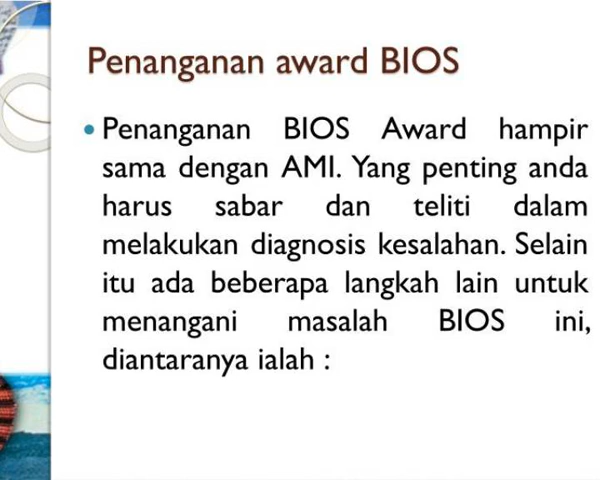 Penanganan award BIOS
• Penanganan BIOS Award hampir
sama dengan AMI. Yang penting anda
harus sabar dan teliti dalam
melakukan diagnosis kesalahan. Selain
itu ada beberapa langkah lain untuk
menangani masalah BIOS ini,
diantaranya ialah :